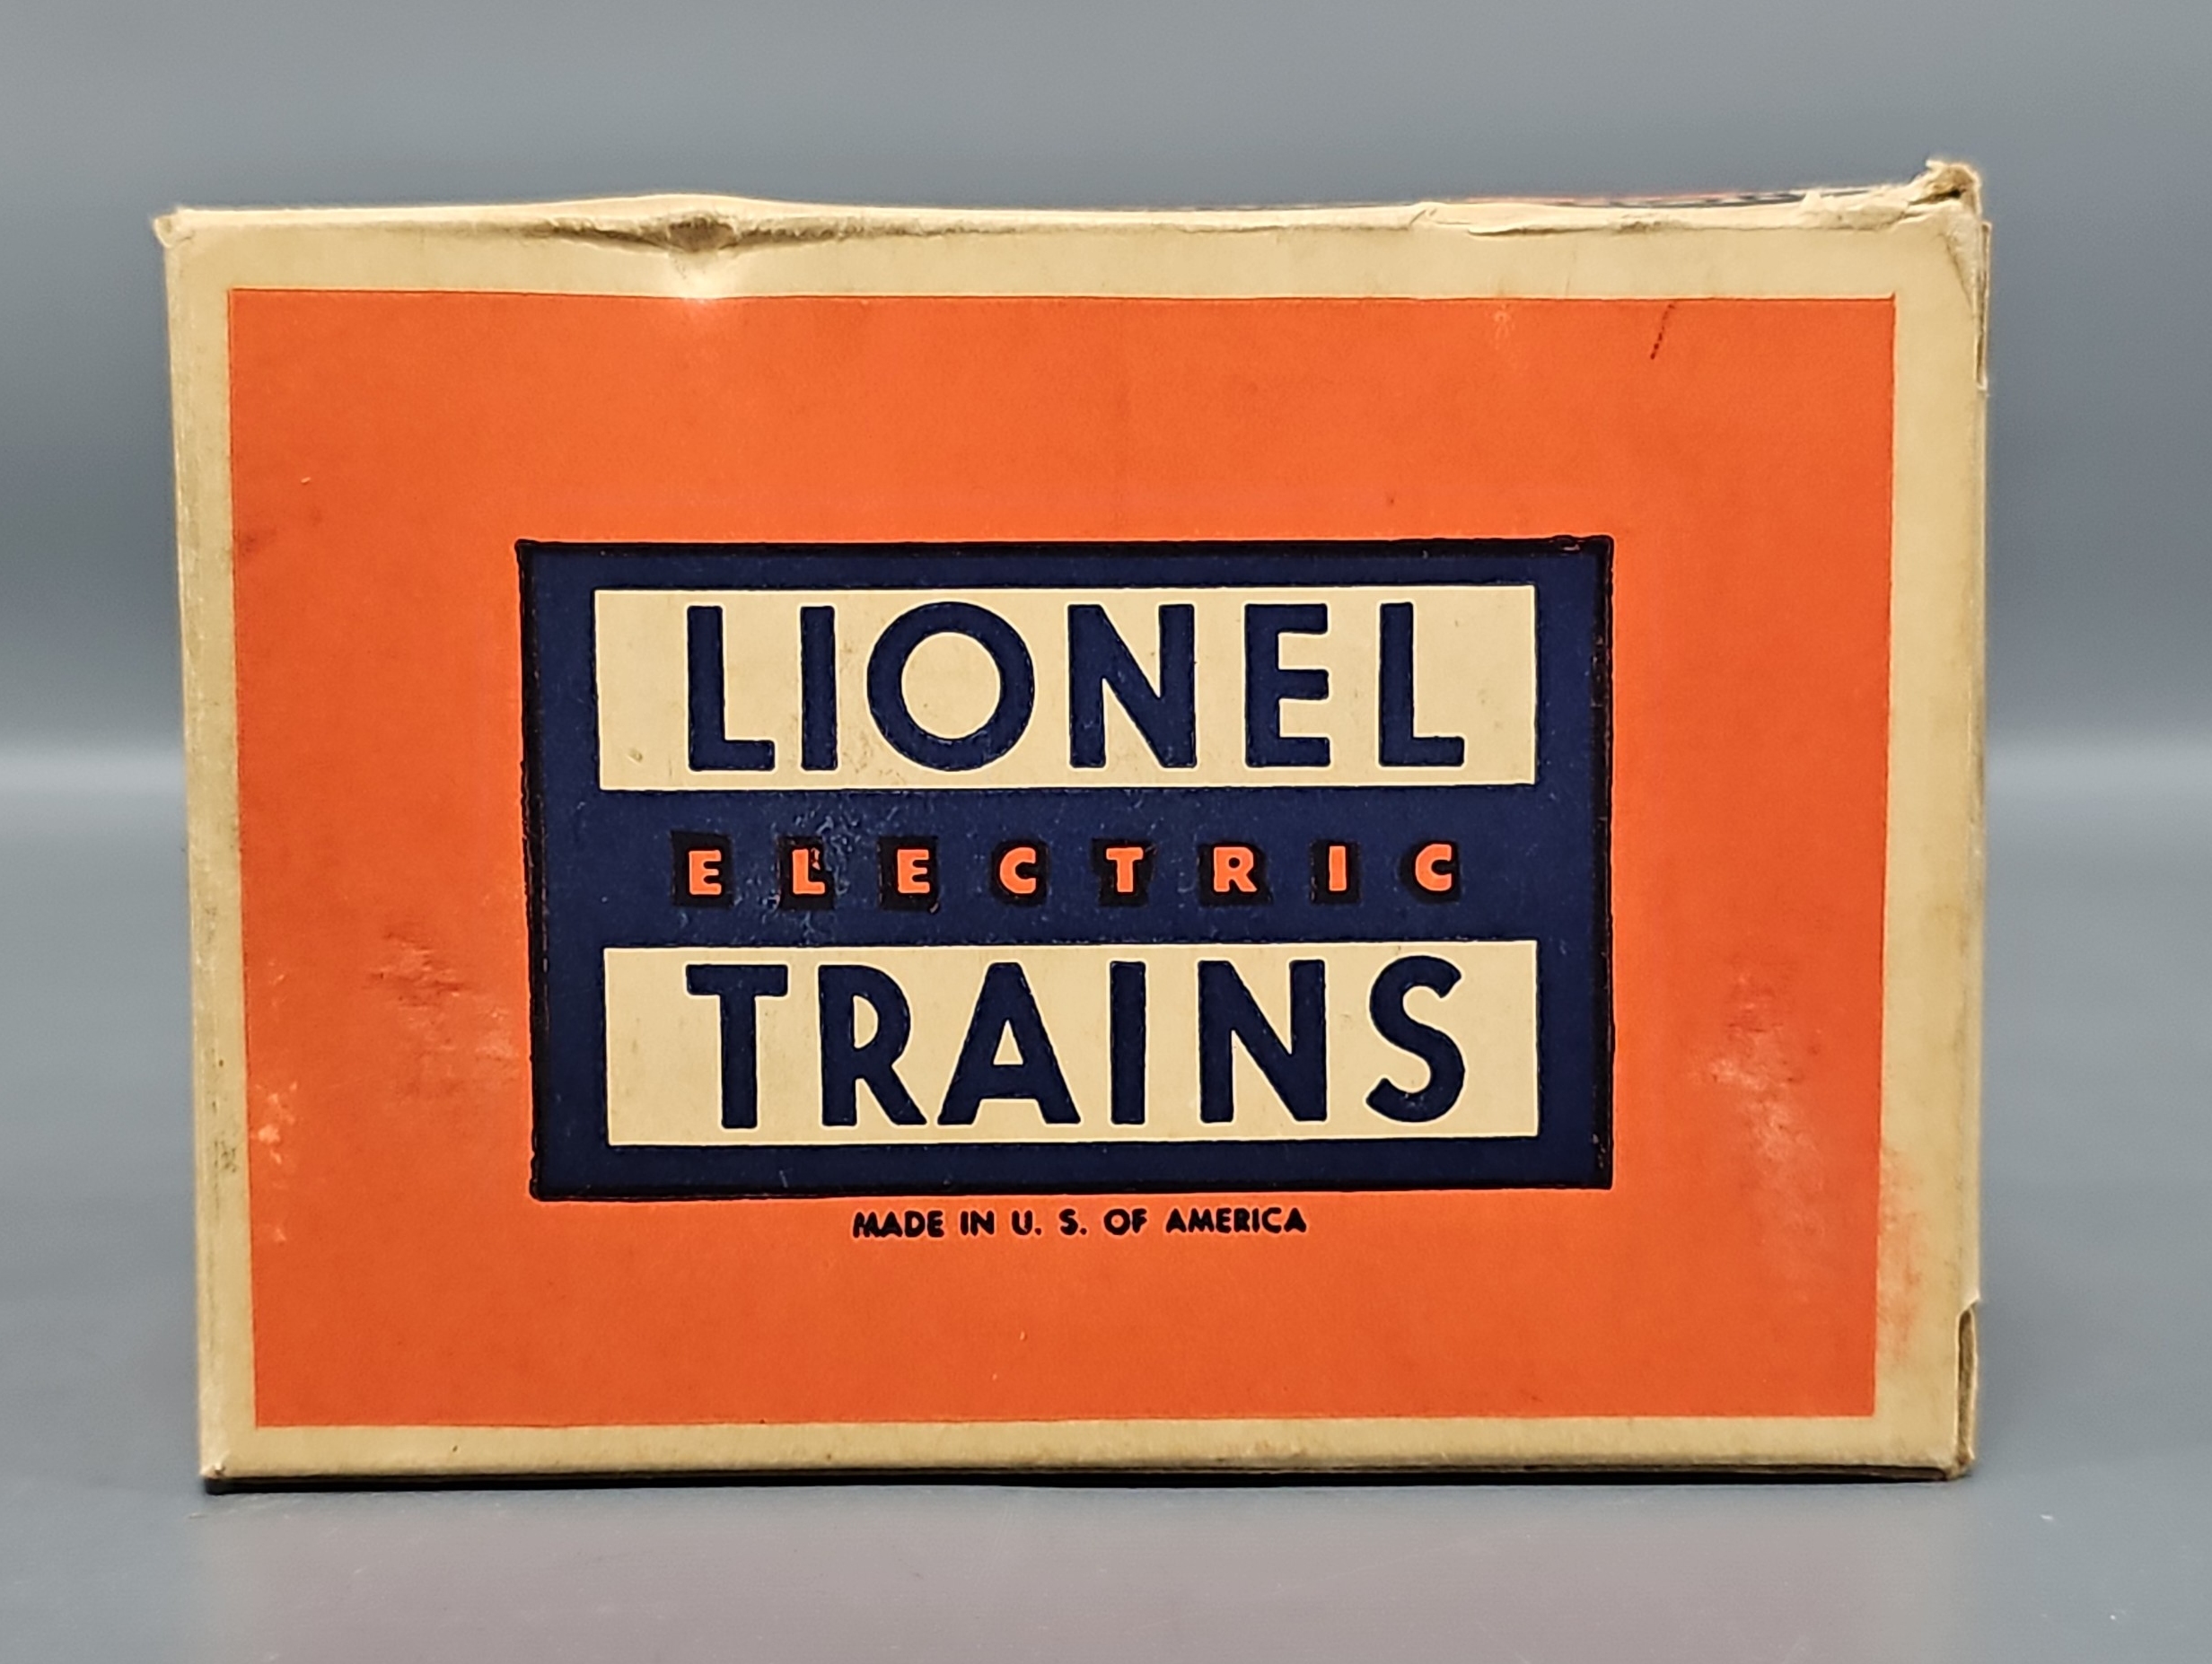 LIONEL
ELECTRIC
TRAINS
MADE IN U. S. OF AMERICA